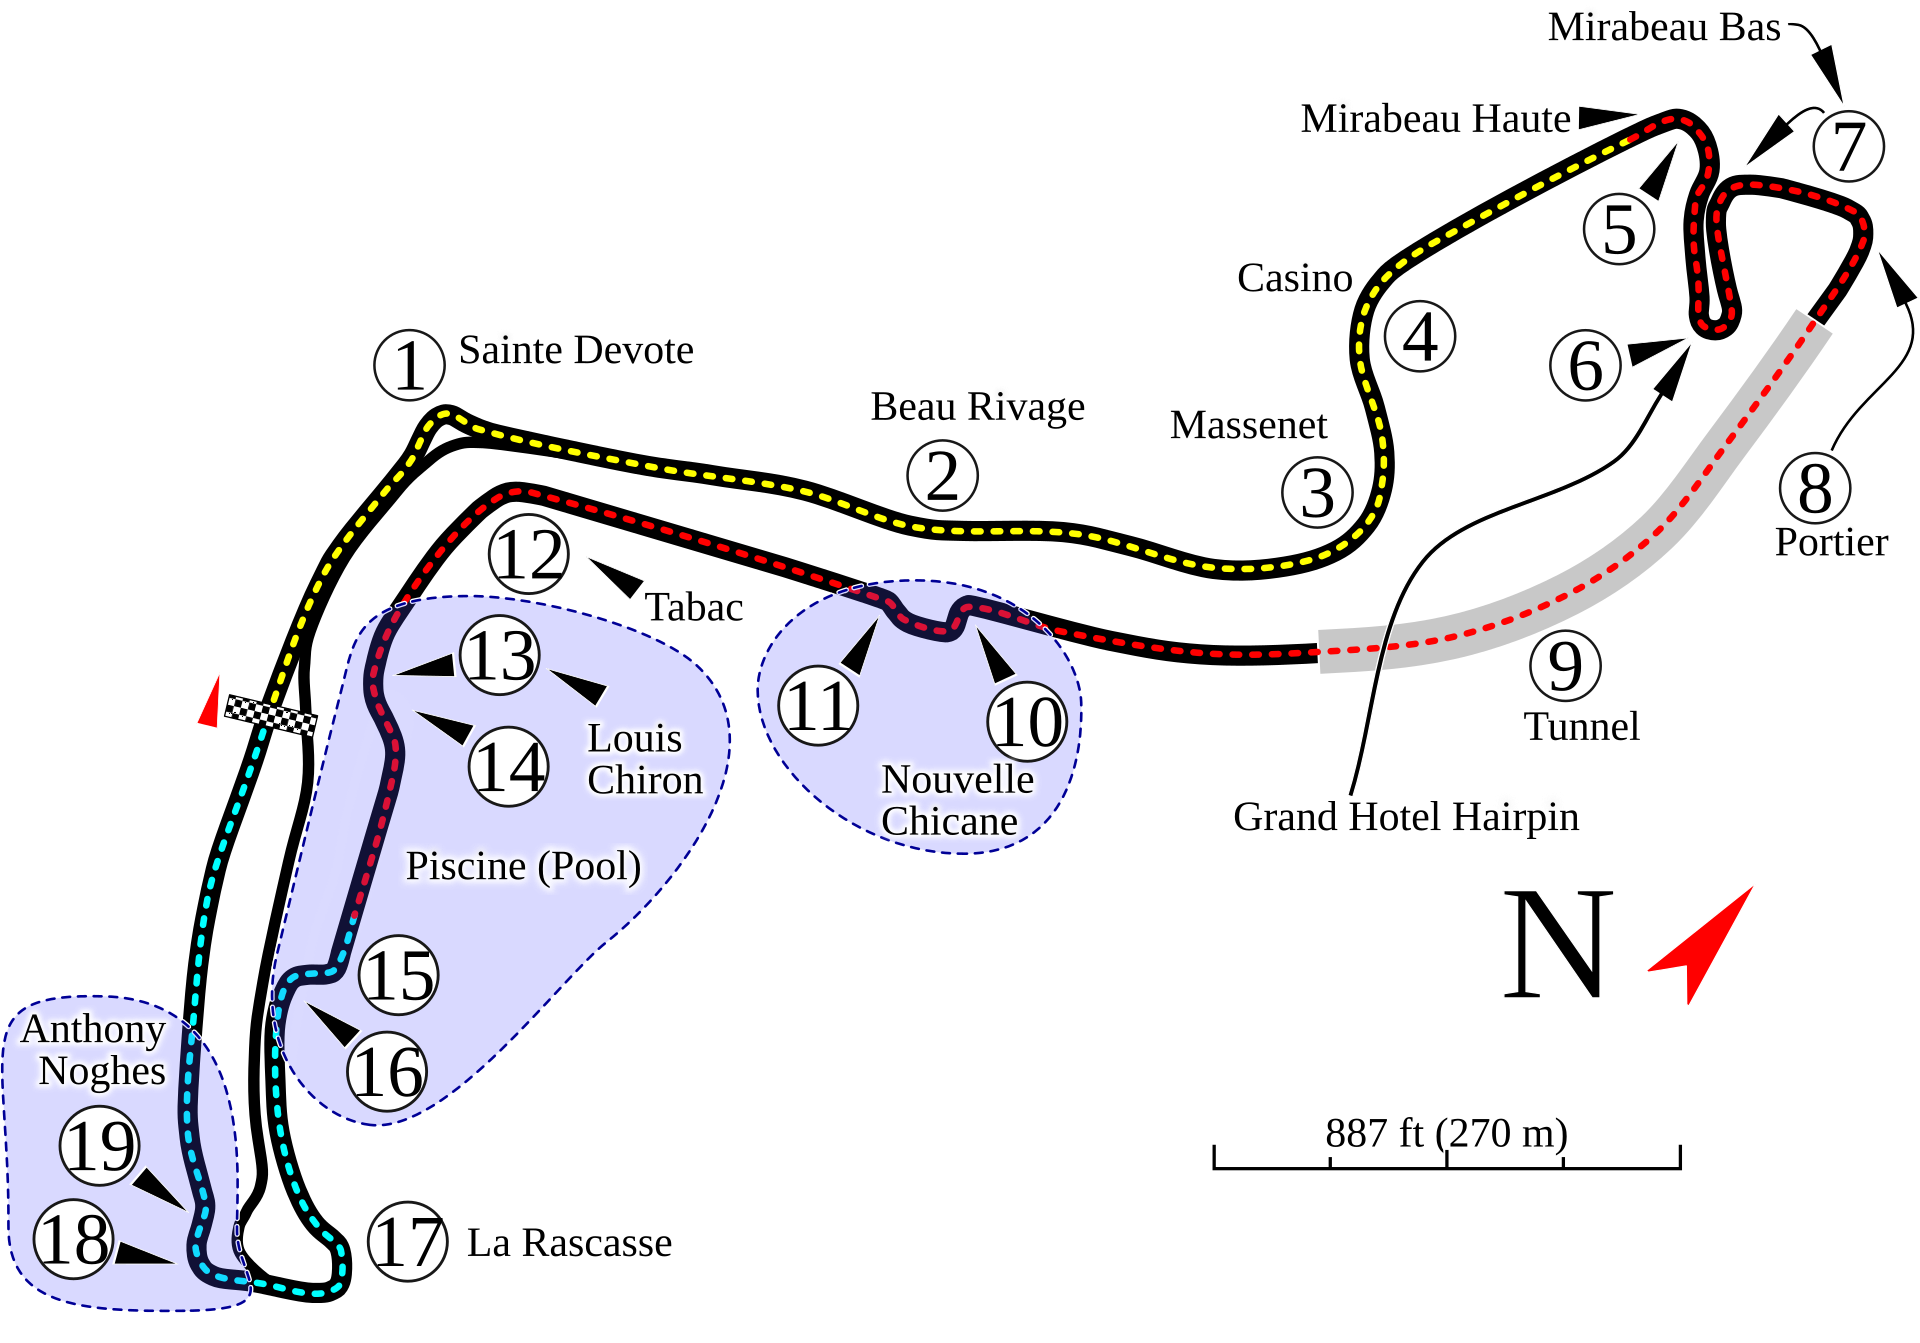 Mirabeau Bas
Mirabeau Haute
7
5
Casino
4
6
1
Sainte Devote
Beau Rivage
Massenet
2
3
8
Portier
12
Tabac
13
9
Tunnel
11
10
14
Louis
Chiron
Nouvelle
Chicane
Grand Hotel Hairpin
Piscine (Pool)
N
15
16
Anthony
Noghes
19
18
887 ft (270 m)
17
La Rascasse